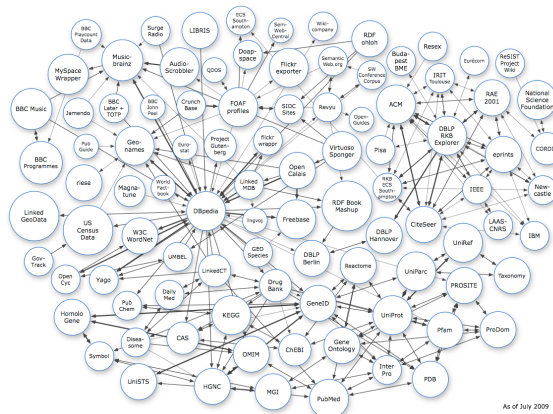 BBC
Playcount
Data
Surge
Radio
LIBRIS
ECS
South-
ampton
Sem-
Web-
Central
Wiki-
company
RDF
ohloh
Music-
brainz
Audio-
Scrobbler
QDOS
Doap-
space
Flickr
exporter
Semantic
Web.org
SW
Conference
Corpus
Buda-
pest
BME
Resex
IRIT
Toulouse
Eurécom
ReSIST
Project
Wiki
MySpace
Wrapper
BBC Music
Jamendo
BBC
Later +
TOTP
BBC
John
Peel
Crunch
Base
FOAF
profiles
SIOC
Sites
Revyu
Open-
Guides
ACM
RAE
2001
National
Science
Foundation
DBLP
RKB
Explorer
BBC
Programmes
Pub
Guide
Geo-
names
Euro-
stat
Project
Guten-
berg
flickr
wrappr
Virtuoso
Sponger
Pisa
eprints
CORDIS
riese
Magna-
tune
World
Fact-
book
Linked
MDB
Open
Calais
RKB
ECS
South-
ampton
IEEE
New-
castle
Linked
GeoData
US
Census
Data
W3C
WordNet
DBpedia
lingvoj
Freebase
RDF Book
Mashup
DBLP
Hannover
CiteSeer
LAAS-
CNRS
IBM
Gov-
Track
Open
Cyc
Yago
UMBEL
LinkedCT
GEO
Species
DBLP
Berlin
Reactome
UniRef
UniParc
PROSITE
Taxonomy
Homolo
Gene
Pub
Chem
Daily
Med
Drug
Bank
KEGG
GeneID
UniProt
Pfam
ProDom
Symbol
Disea-
some
CAS
OMIM
ChEBI
Gene
Ontology
Inter
Pro
PDB
UniSTS
HGNC
MGI
PubMed
As of July 2009